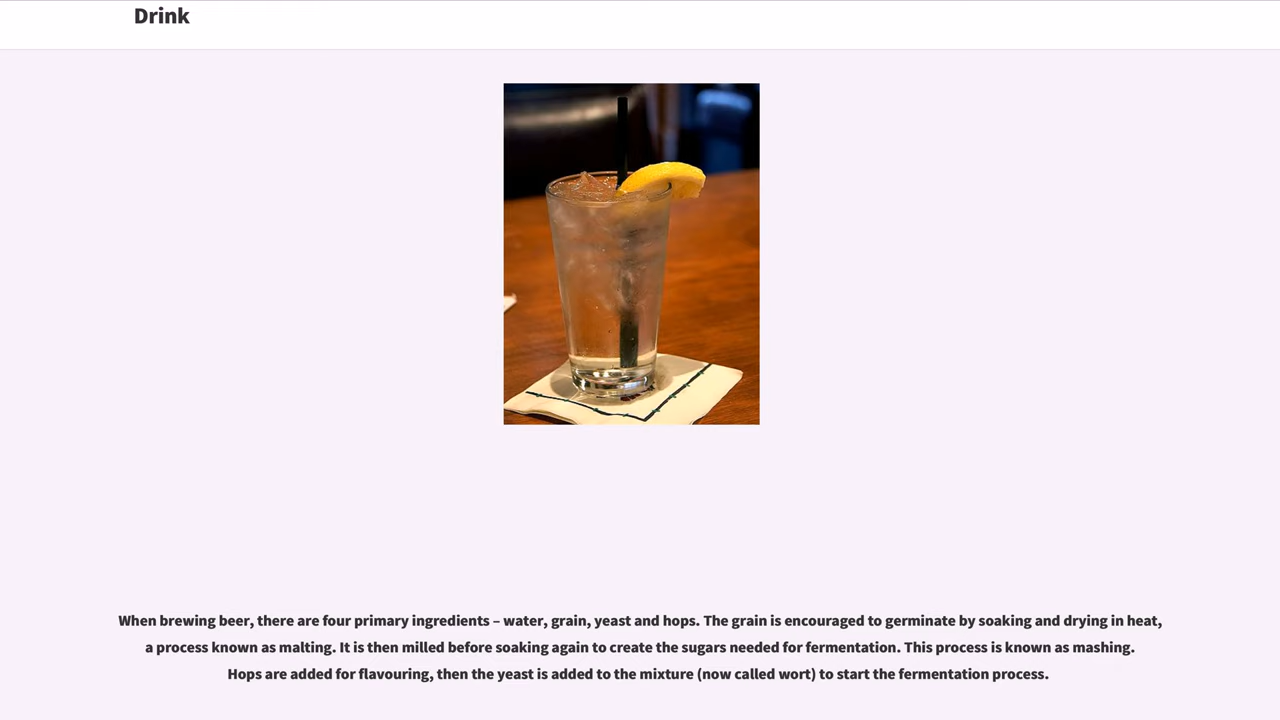 Drink
When brewing beer, there are four primary ingredients – water, grain, yeast and hops. The grain is encouraged to germinate by soaking and drying in heat,
a process known as malting. It is then milled before soaking again to create the sugars needed for fermentation. This process is known as mashing.
Hops are added for flavouring, then the yeast is added to the mixture (now called wort) to start the fermentation process.